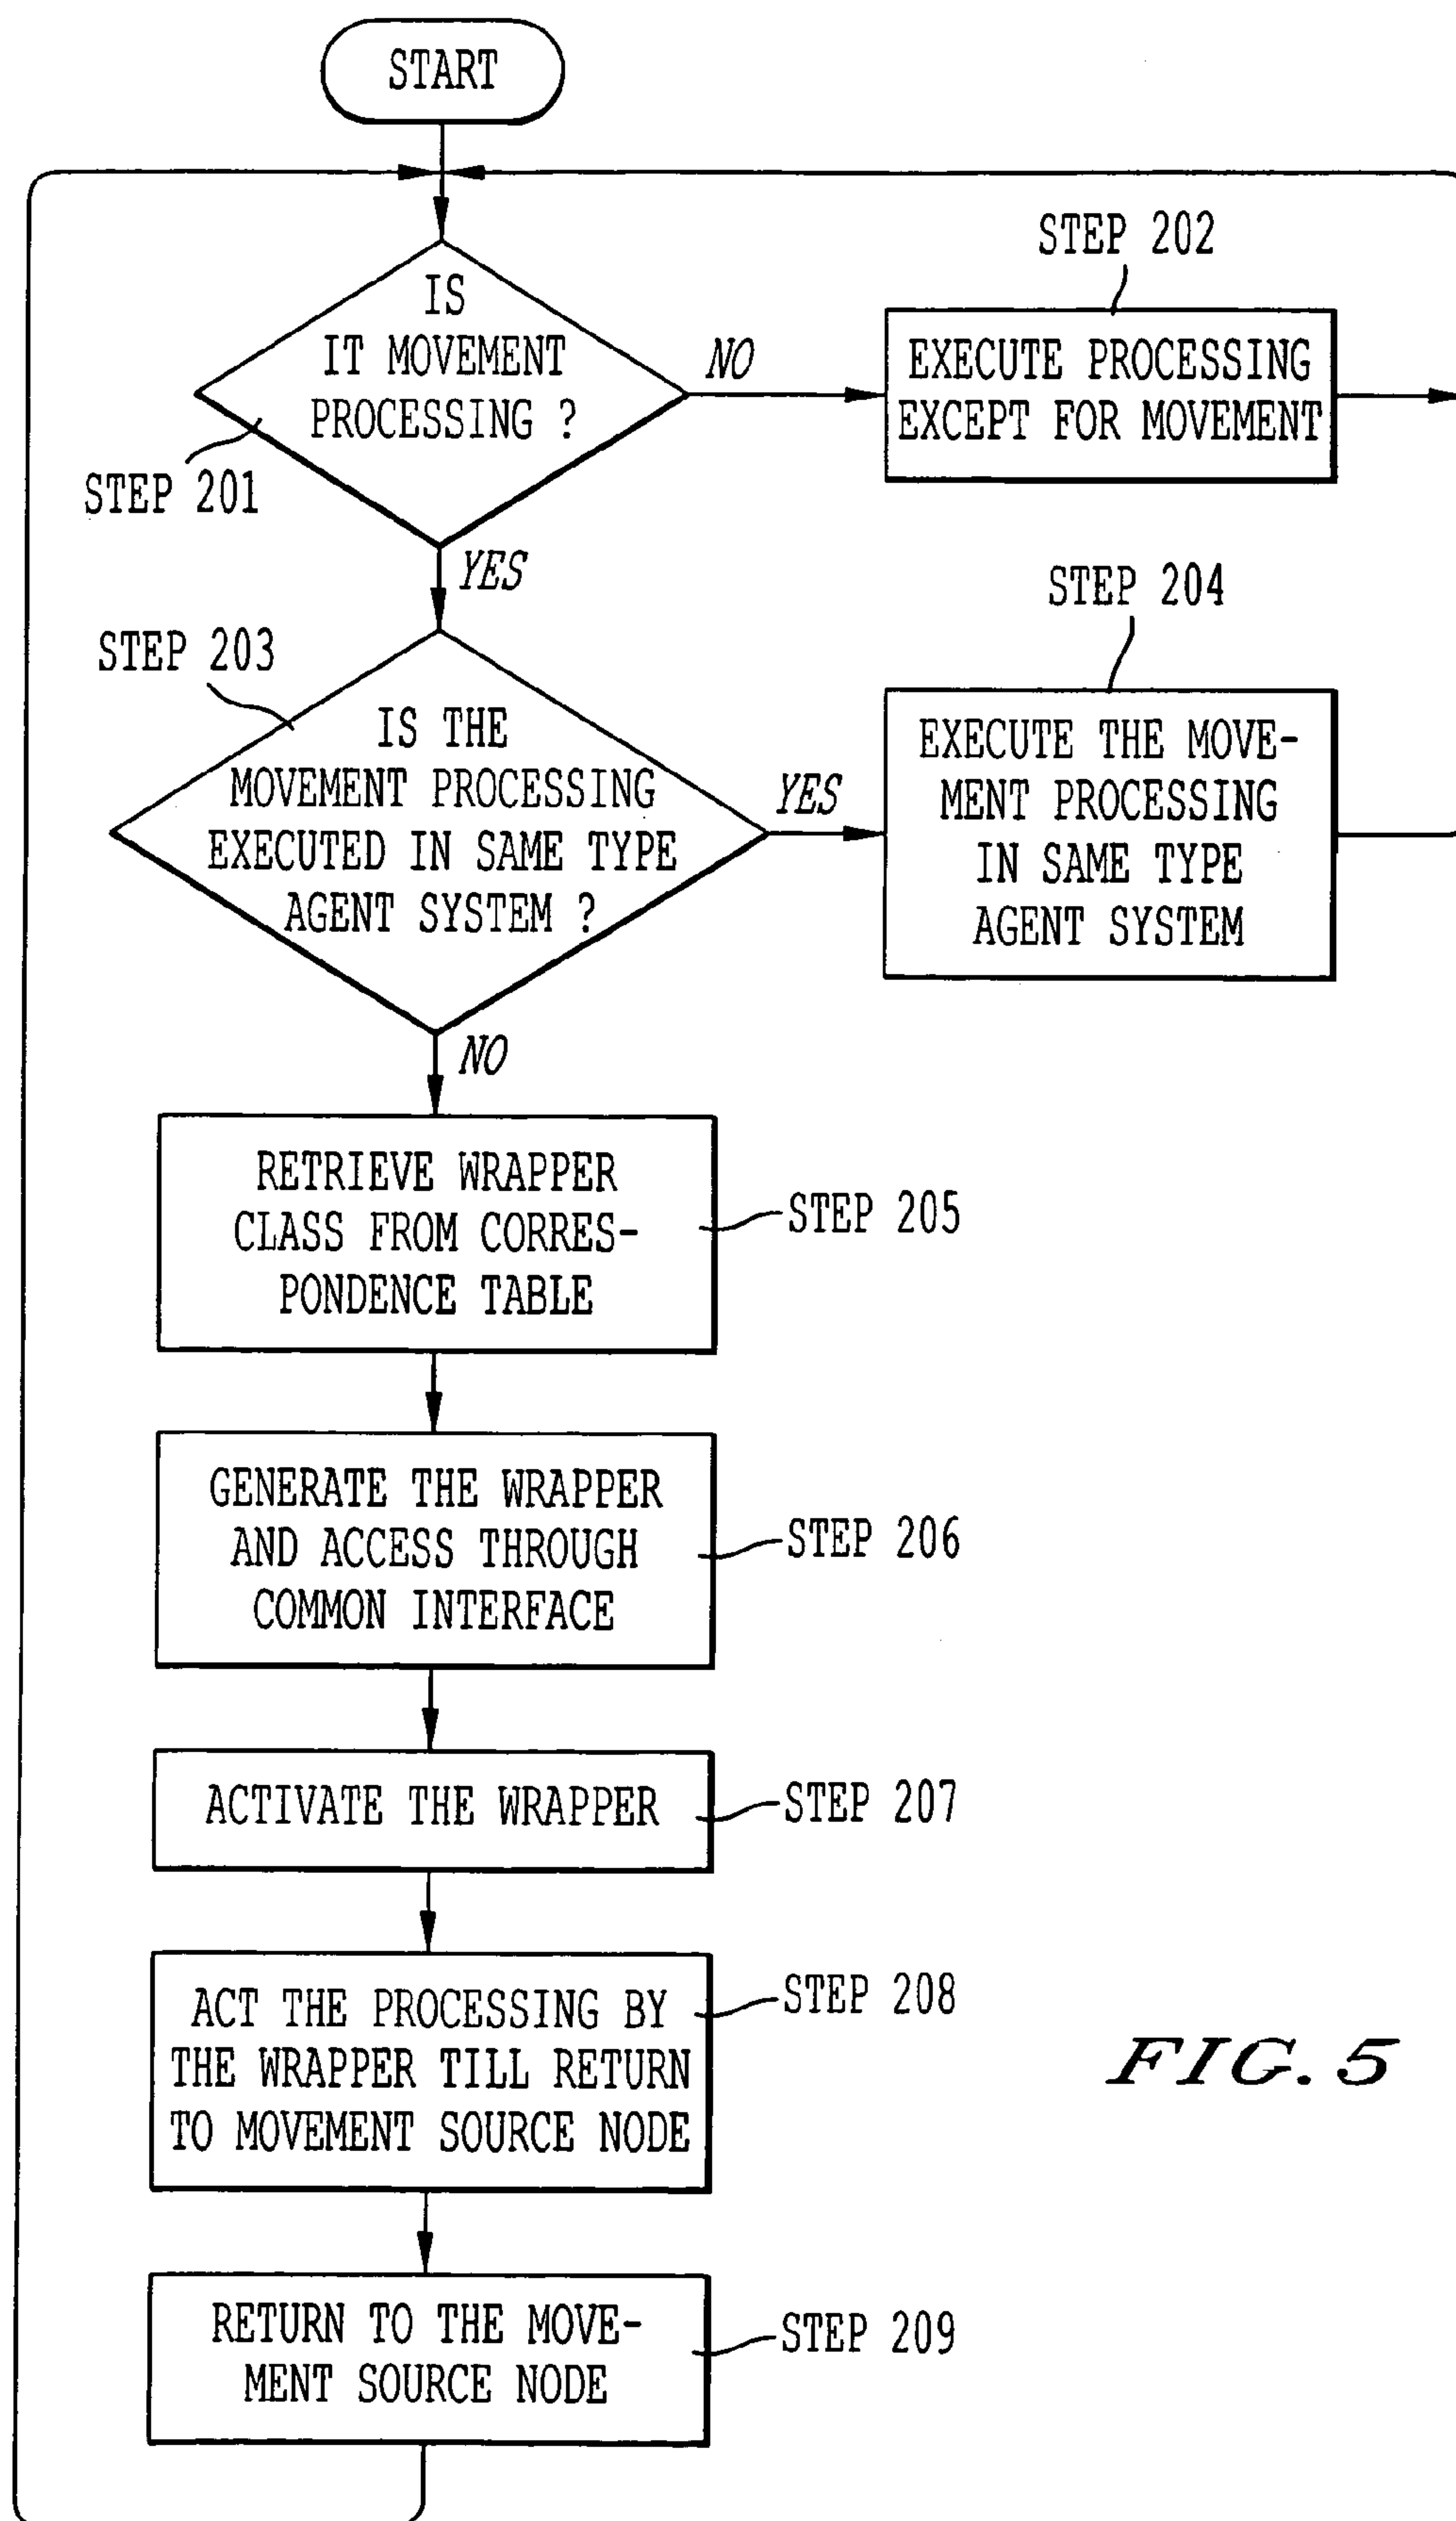 START
STEP 202
IS
IT MOVEMENT
PROCESSING ?
NO
EXECUTE PROCESSING
EXCEPT FOR MOVEMENT
STEP 201
YES
STEP 204
STEP 203
IS THE
MOVEMENT PROCESSING
EXECUTED IN SAME TYPE
AGENT SYSTEM ?
YES
EXECUTE THE MOVE-
MENT PROCESSING
IN SAME TYPE
AGENT SYSTEM
NO
RETRIEVE WRAPPER
CLASS FROM CORRES-
PONDENCE TABLE
STEP 205
GENERATE THE WRAPPER
AND ACCESS THROUGH
COMMON INTERFACE
STEP 206
ACTIVATE THE WRAPPER
STEP 207
ACT THE PROCESSING BY
THE WRAPPER TILL RETURN
TO MOVEMENT SOURCE NODE
STEP 208
FIG. 5
RETURN TO THE MOVE-
MENT SOURCE NODE
STEP 209